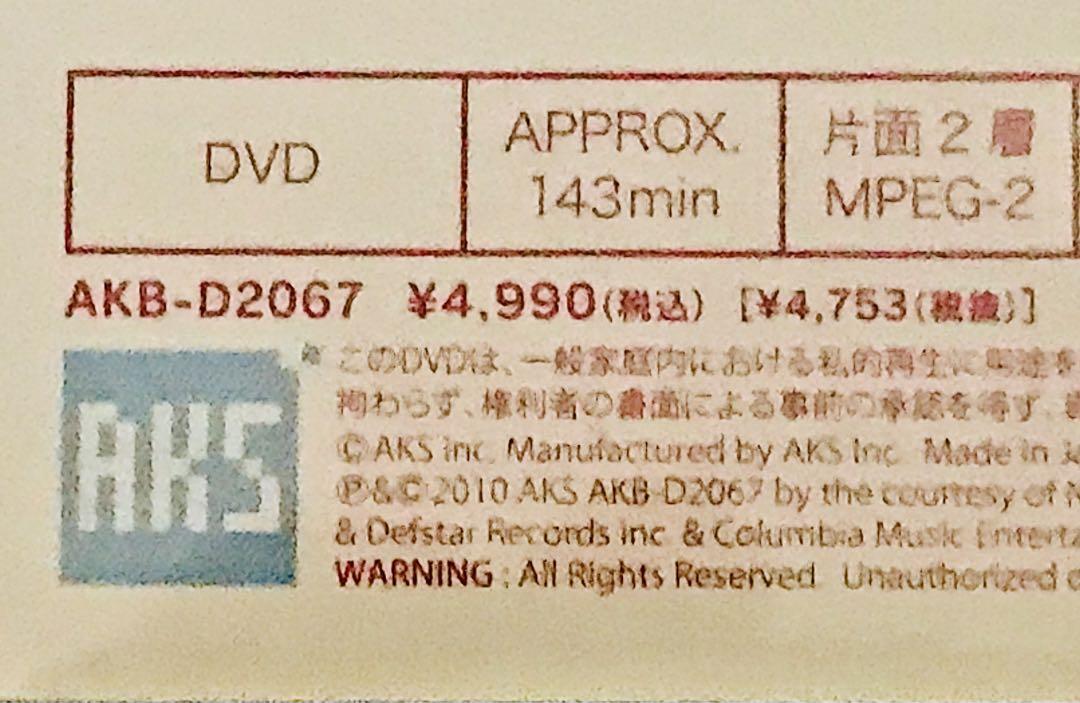 DVD
APPROX.
143min
片面2層
MPEG-2
AKB-D2067 ¥4,990(税込) [¥4,753(税抜)]
AKS
このDVDは、一般家庭内における私的再生に用途を
拘わらず、権利者の書面による事前の承認を得ず、
©AKS Inc. Manufactured by AKS Inc. Made in
℗&©2010 AKS AKB-D2067 by the courtesy of
& Defstar Records Inc & Columbia Music
WARNING : All Rights Reserved Unauthorized